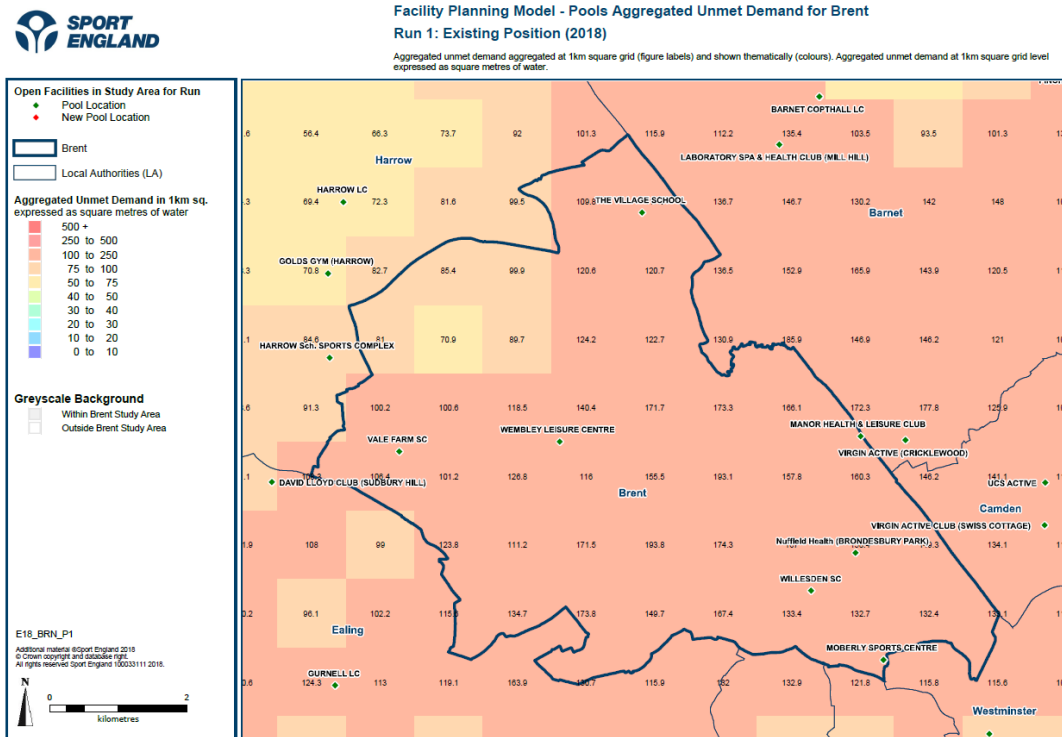 SPORT
ENGLAND
Facility Planning Model - Pools Aggregated Unmet Demand for Brent
Run 1: Existing Position (2018)
Aggregated unmet demand aggregated at 1km square grid (figure labels) and shown thematically (colours). Aggregated unmet demand at 1km square grid level
expressed as square metres of water.
Open Facilities in Study Area for Run
Pool Location
New Pool Location
Brent
Local Authorities (LA)
Aggregated Unmet Demand in 1km sq.
expressed as square metres of water
500 +
250 to 500
100 to 250
75 to 100
50 to 75
40 to 50
30 to 40
20 to 30
10 to 20
0 to 10
Greyscale Background
Within Brent Study Area
Outside Brent Study Area
E18_BRN_P1
Additional material ©Sport England 2018
© Crown copyright and database right.
All rights reserved Sport England 100033111 2018.
N
0 2
kilometres
BARNET COPTHALL LC
56.4 66.3 73.7 92 101.3 115.9 112.2 135.4 103.5 93.5 101.3
Harrow
LABORATORY SPA & HEALTH CLUB (MILL HILL)
HARROW LC
69.4 72.3 81.6 99.5 109.8 THE VILLAGE SCHOOL 136.7 146.7 130.2 142 148
Barnet
GOLDS GYM (HARROW)
70.8 82.7 85.4 99.9 120.6 120.7 136.5 152.9 165.9 143.9 120.5
84.6 81 70.9 89.7 124.2 122.7 130.9 185.9 146.9 146.2 121
HARROW Sch. SPORTS COMPLEX
91.3 100.2 100.6 118.5 140.4 171.7 173.3 166.1 172.3 177.8 125.9
MANOR HEALTH & LEISURE CLUB
WEMBLEY LEISURE CENTRE
VALE FARM SC
VIRGIN ACTIVE (CRICKLEWOOD)
101.2 126.8 116 155.5 193.1 157.8 160.3 146.2 141.1
DAVID LLOYD CLUB (SUDBURY HILL)
UCS ACTIVE
Brent
Camden
VIRGIN ACTIVE CLUB (SWISS COTTAGE)
Nuffield Health (BRONDESBURY PARK)
108 99 123.8 111.2 171.5 193.8 174.3 134.1
WILLESDEN SC
96.1 102.2 134.7 173.8 149.7 167.4 133.4 132.7 132.4
Ealing
MOBERLY SPORTS CENTRE
GURNELL LC
124.3 113 119.1 163.9 115.9 132.9 121.8 115.8 115.6
Westminster